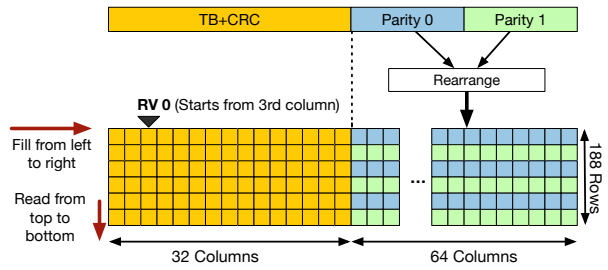 TB+CRC
Parity 0
Parity 1
Rearrange
RV 0 (Starts from 3rd column)
Fill from left
to right
Read from
top to
bottom
...
188 Rows
32 Columns
64 Columns